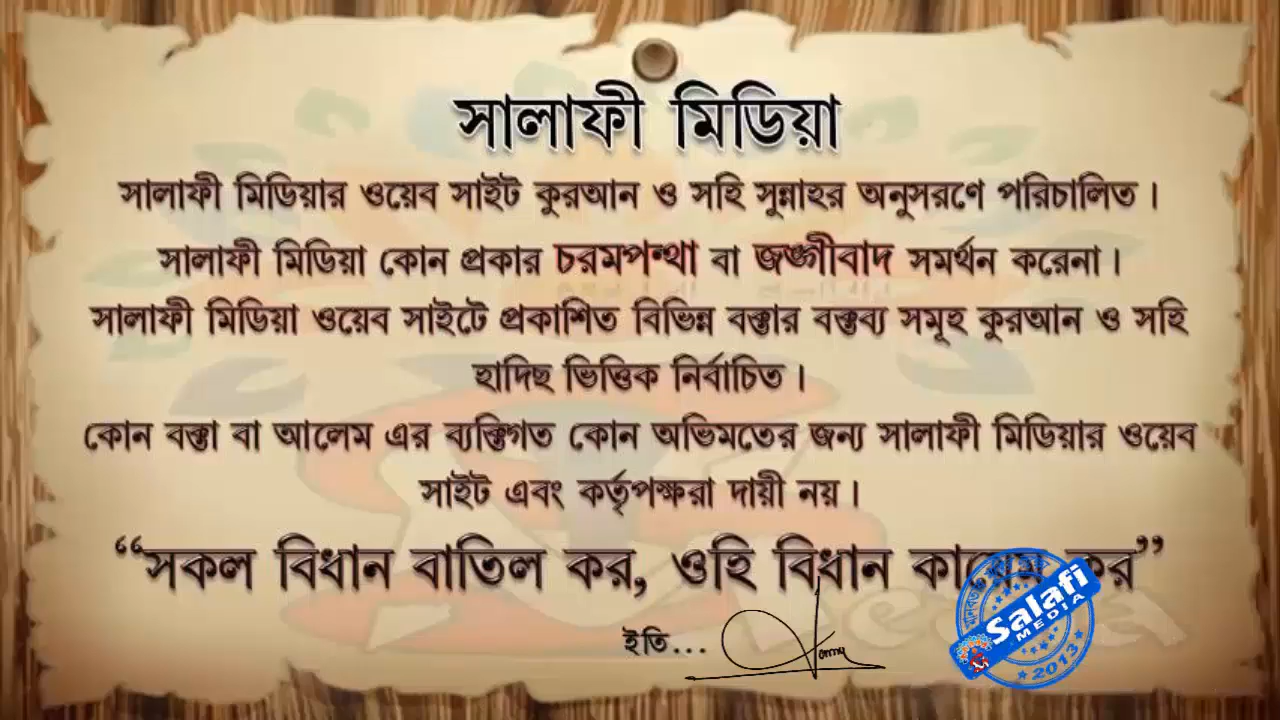 সালাফী মিডিয়া
সালাফী মিডিয়ার ওয়েব সাইট কুরআন ও সহি সুন্নাহর অনুসরণে পরিচালিত।
সালাফী মিডিয়া কোন প্রকার চরমপন্থা বা জঙ্গীবাদ সমর্থন করেনা।
সালাফী মিডিয়া ওয়েব সাইটে প্রকাশিত বিভিন্ন বক্তার বক্তব্য সমূহ কুরআন ও সহি
হাদিছ ভিত্তিক নির্বাচিত।
কোন বক্তা বা আলেম এর ব্যক্তিগত কোন অভিমতের জন্য সালাফী মিডিয়ার ওয়েব
সাইট এবং কর্তৃপক্ষরা দায়ী নয়।
“সকল বিধান বাতিল কর, ওহি বিধান কায়েম কর”
ইতি...
Salafi
MEDIA
2013